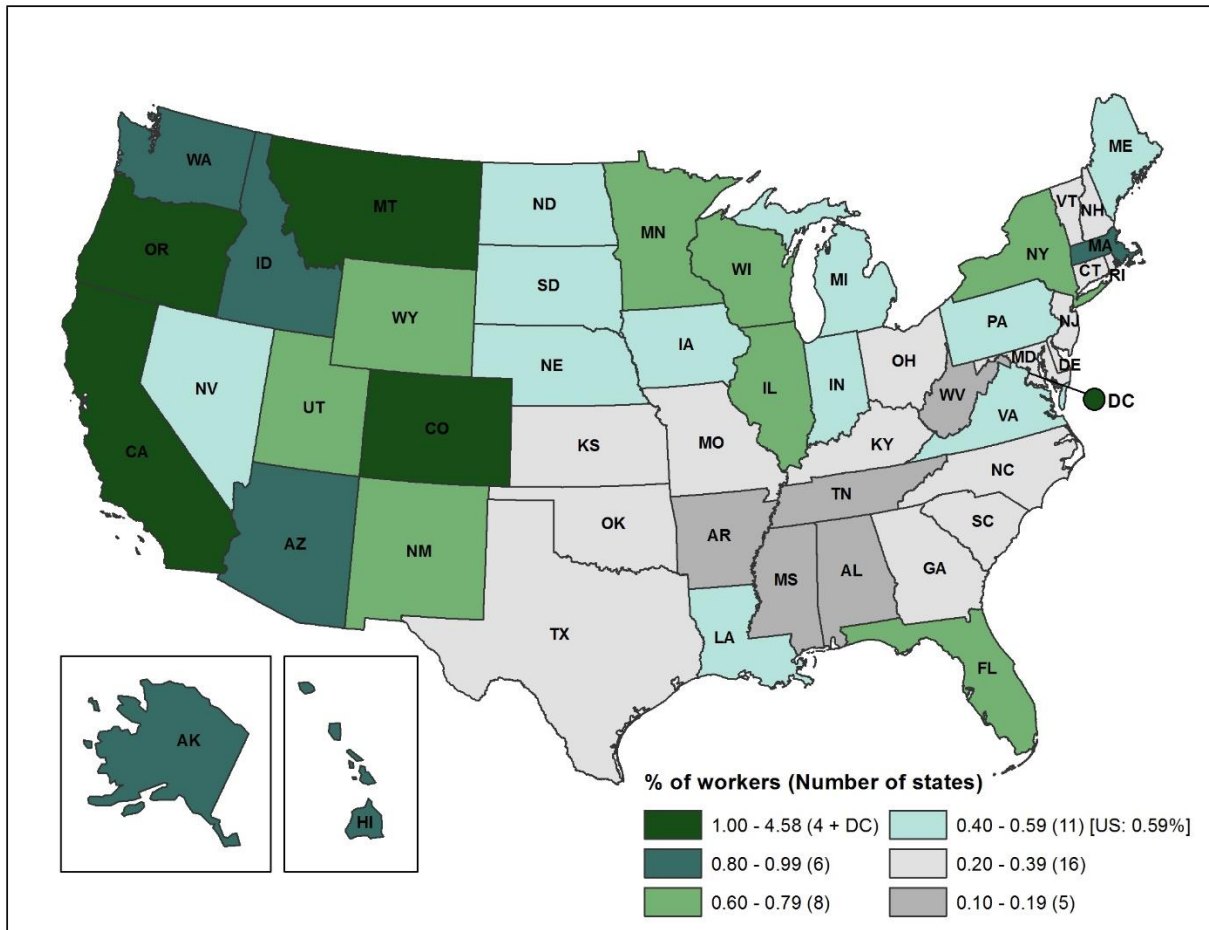 ME
WA
MT
ND
VT
NH
MN
OR
ID
WI
NY
MA
SD
MI
CT
RI
WY
PA
IA
NJ
NE
OH
MD
DE
NV
IL
IN
WV
UT
DC
CO
VA
CA
KS
MO
KY
NC
TN
OK
SC
AZ
NM
AR
MS
AL
GA
TX
LA
FL
AK
HI
% of workers (Number of states)
1.00 - 4.58 (4 + DC)
0.40 - 0.59 (11) [US: 0.59%]
0.80 - 0.99 (6)
0.20 - 0.39 (16)
0.60 - 0.79 (8)
0.10 - 0.19 (5)